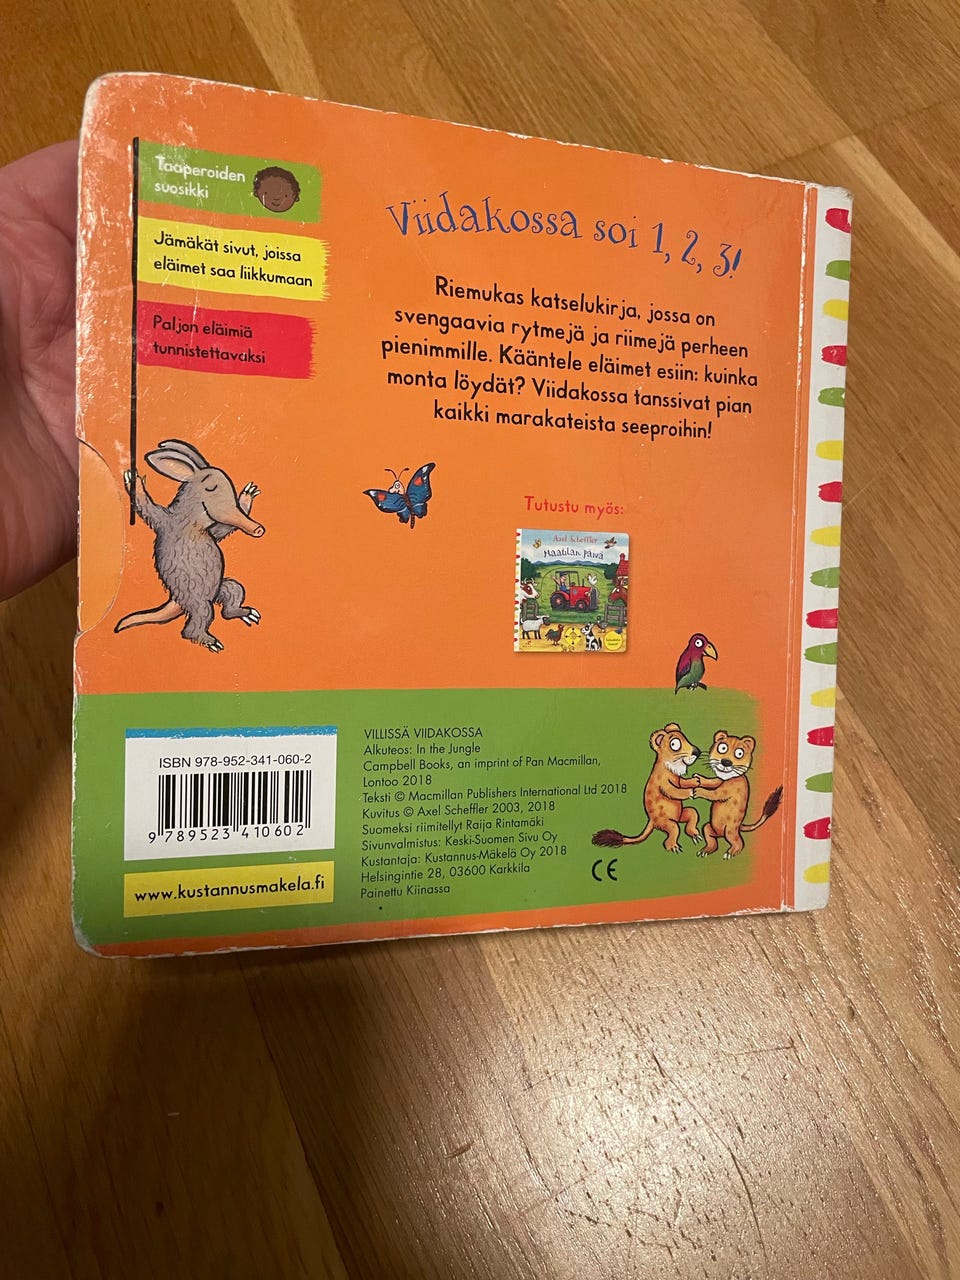 Taaperoiden
suosikki
Jämäkät sivut, joissa
eläimet saa liikkumaan
Paljon eläimiä
tunnistettavaksi
Viidakossa soi 1, 2, 3!
Riemukas katselukirja, jossa on
svengaavia rytmejä ja riimejä perheen
pienimmille. Kääntele eläimet esiin: kuinka
monta löydät? Viidakossa tanssivat pian
kaikki marakateista seeproihin!
Tutustu myös:
Axel Scheffler
Maatilan päivä
ISBN 978-952-341-060-2
9 789523 410602
www.kustannusmakela.fi
VILLISSÄ VIIDAKOSSA
Alkuteos: In the Jungle
Campbell Books, an imprint of Pan Macmillan,
Lontoo 2018
Teksti © Macmillan Publishers International Ltd 2018
Kuvitus © Axel Scheffler 2003, 2018
Suomeksi riimitellyt Raija Rintamäki
Sivunvalmistus: Keski-Suomen Sivu Oy
Kustantaja: Kustannus-Mäkelä Oy 2018
Helsingintie 28, 03600 Karkkila
Painettu Kiinassa
CE